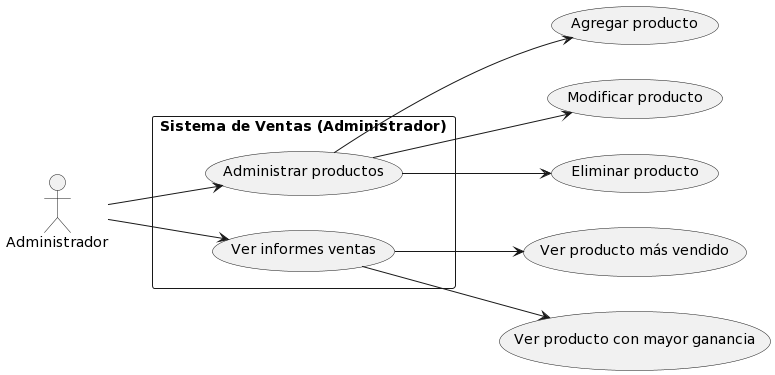 Agregar producto
Modificar producto
Sistema de Ventas (Administrador)
Administrar productos
Eliminar producto
Administrador
Ver informes ventas
Ver producto más vendido
Ver producto con mayor ganancia